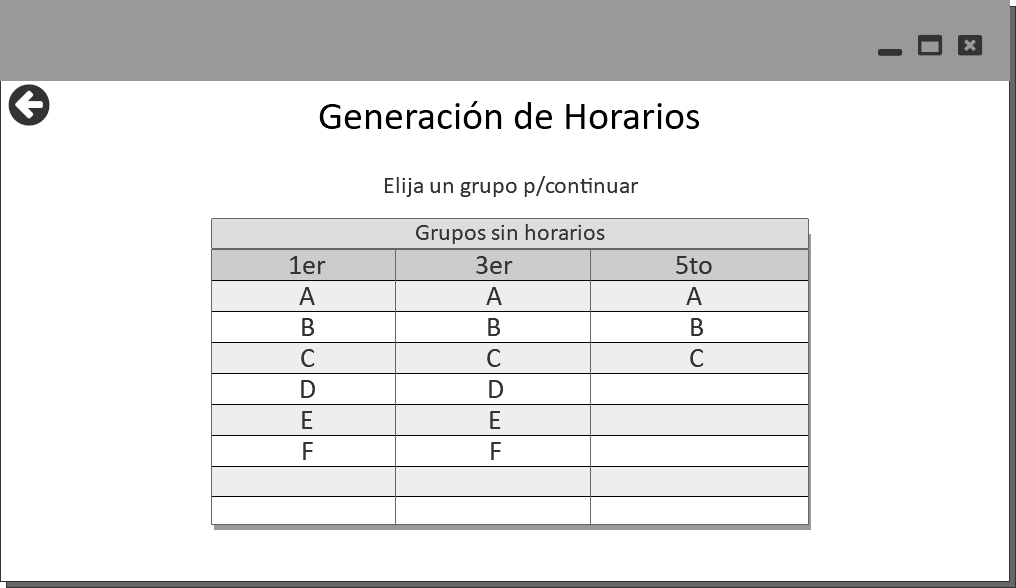 Generación de Horarios
Elija un grupo p/continuar
Grupos sin horarios
1er 3er 5to
A A A
B B B
C C C
D D
E E
F F